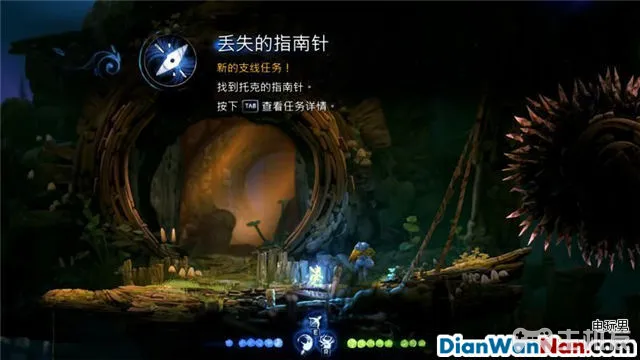 丢失的指南针
新的支线任务！
找到托克的指南针。
按下 TAB 查看任务详情。
电玩男
DianWanNan.com